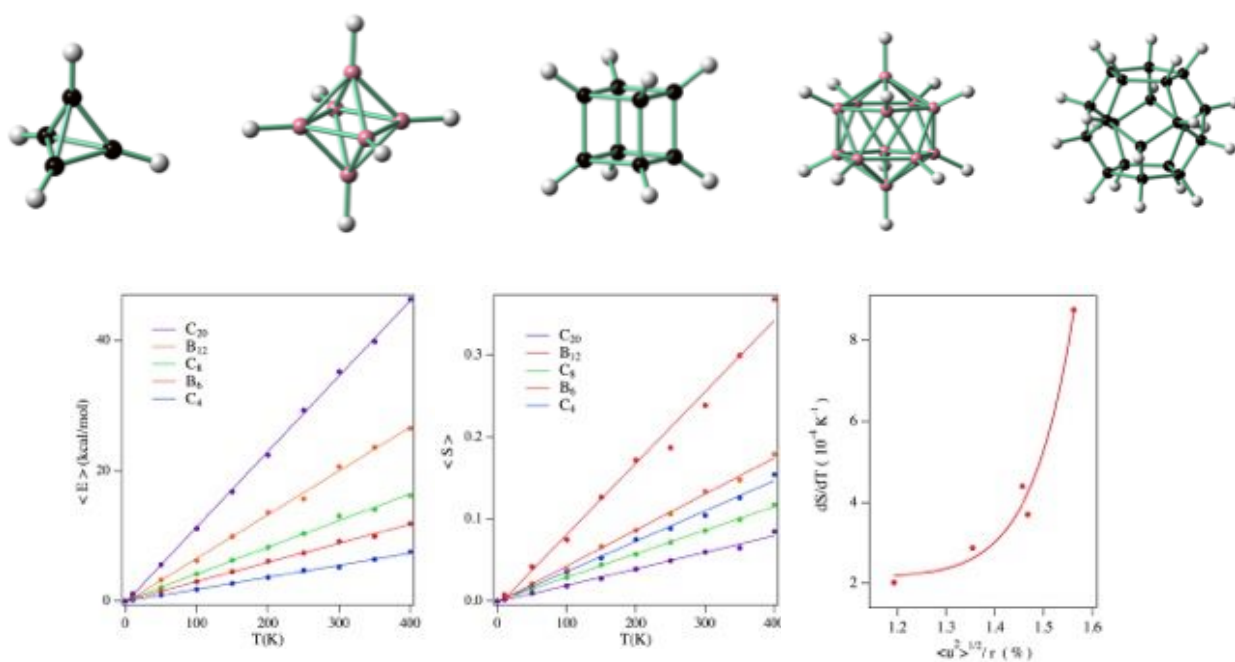 C₂₀
B₁₂
C₈
B₆
C₄
< E > (kcal/mol)
40
20
0
0
100
200
300
400
T(K)
C₂₀
B₁₂
C₈
B₆
C₄
< S >
0.3
0.2
0.1
0.0
0
100
200
300
400
T(K)
dS/dT ( 10⁻⁴ K⁻¹ )
8
6
4
2
1.2
1.3
1.4
1.5
1.6
<u²>¹ᐟ²/ r ( % )